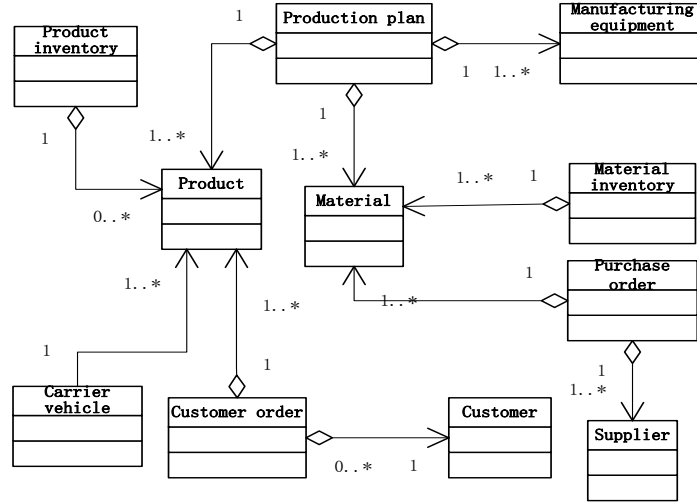 Product
inventory
1
Production plan
Manufacturing
equipment
1
1..*
1
1
1..*
1..*
0..*
Product
1..*
Material
1..*
1
Material
inventory
1..*
1..*
1
1..*
Purchase
order
1
1
1
1..*
Carrier
vehicle
Customer order
0..*
1
Customer
Supplier